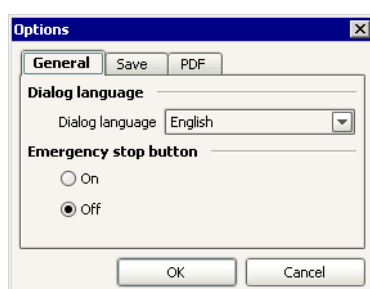 Options
General Save PDF
Dialog language
Dialog language English
Emergency stop button
On
Off
OK Cancel